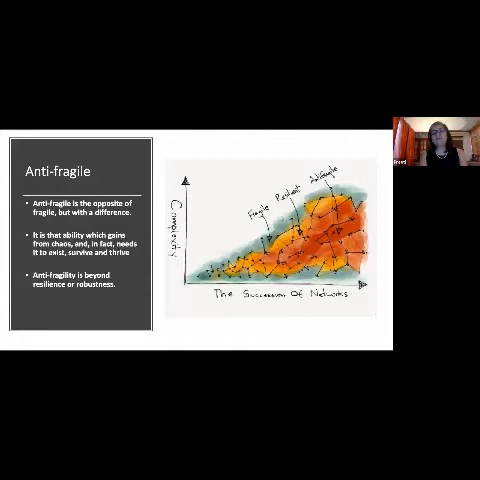 Anti-fragile
• Anti-fragile is the opposite of
fragile, but with a difference.
• It is that ability which gains
from chaos, and, in fact, needs
it to exist, survive and thrive
• Anti-fragility is beyond
resilience or robustness.
Complexity
Fragile
Resilient
Antifragile
The Succession Of Networks